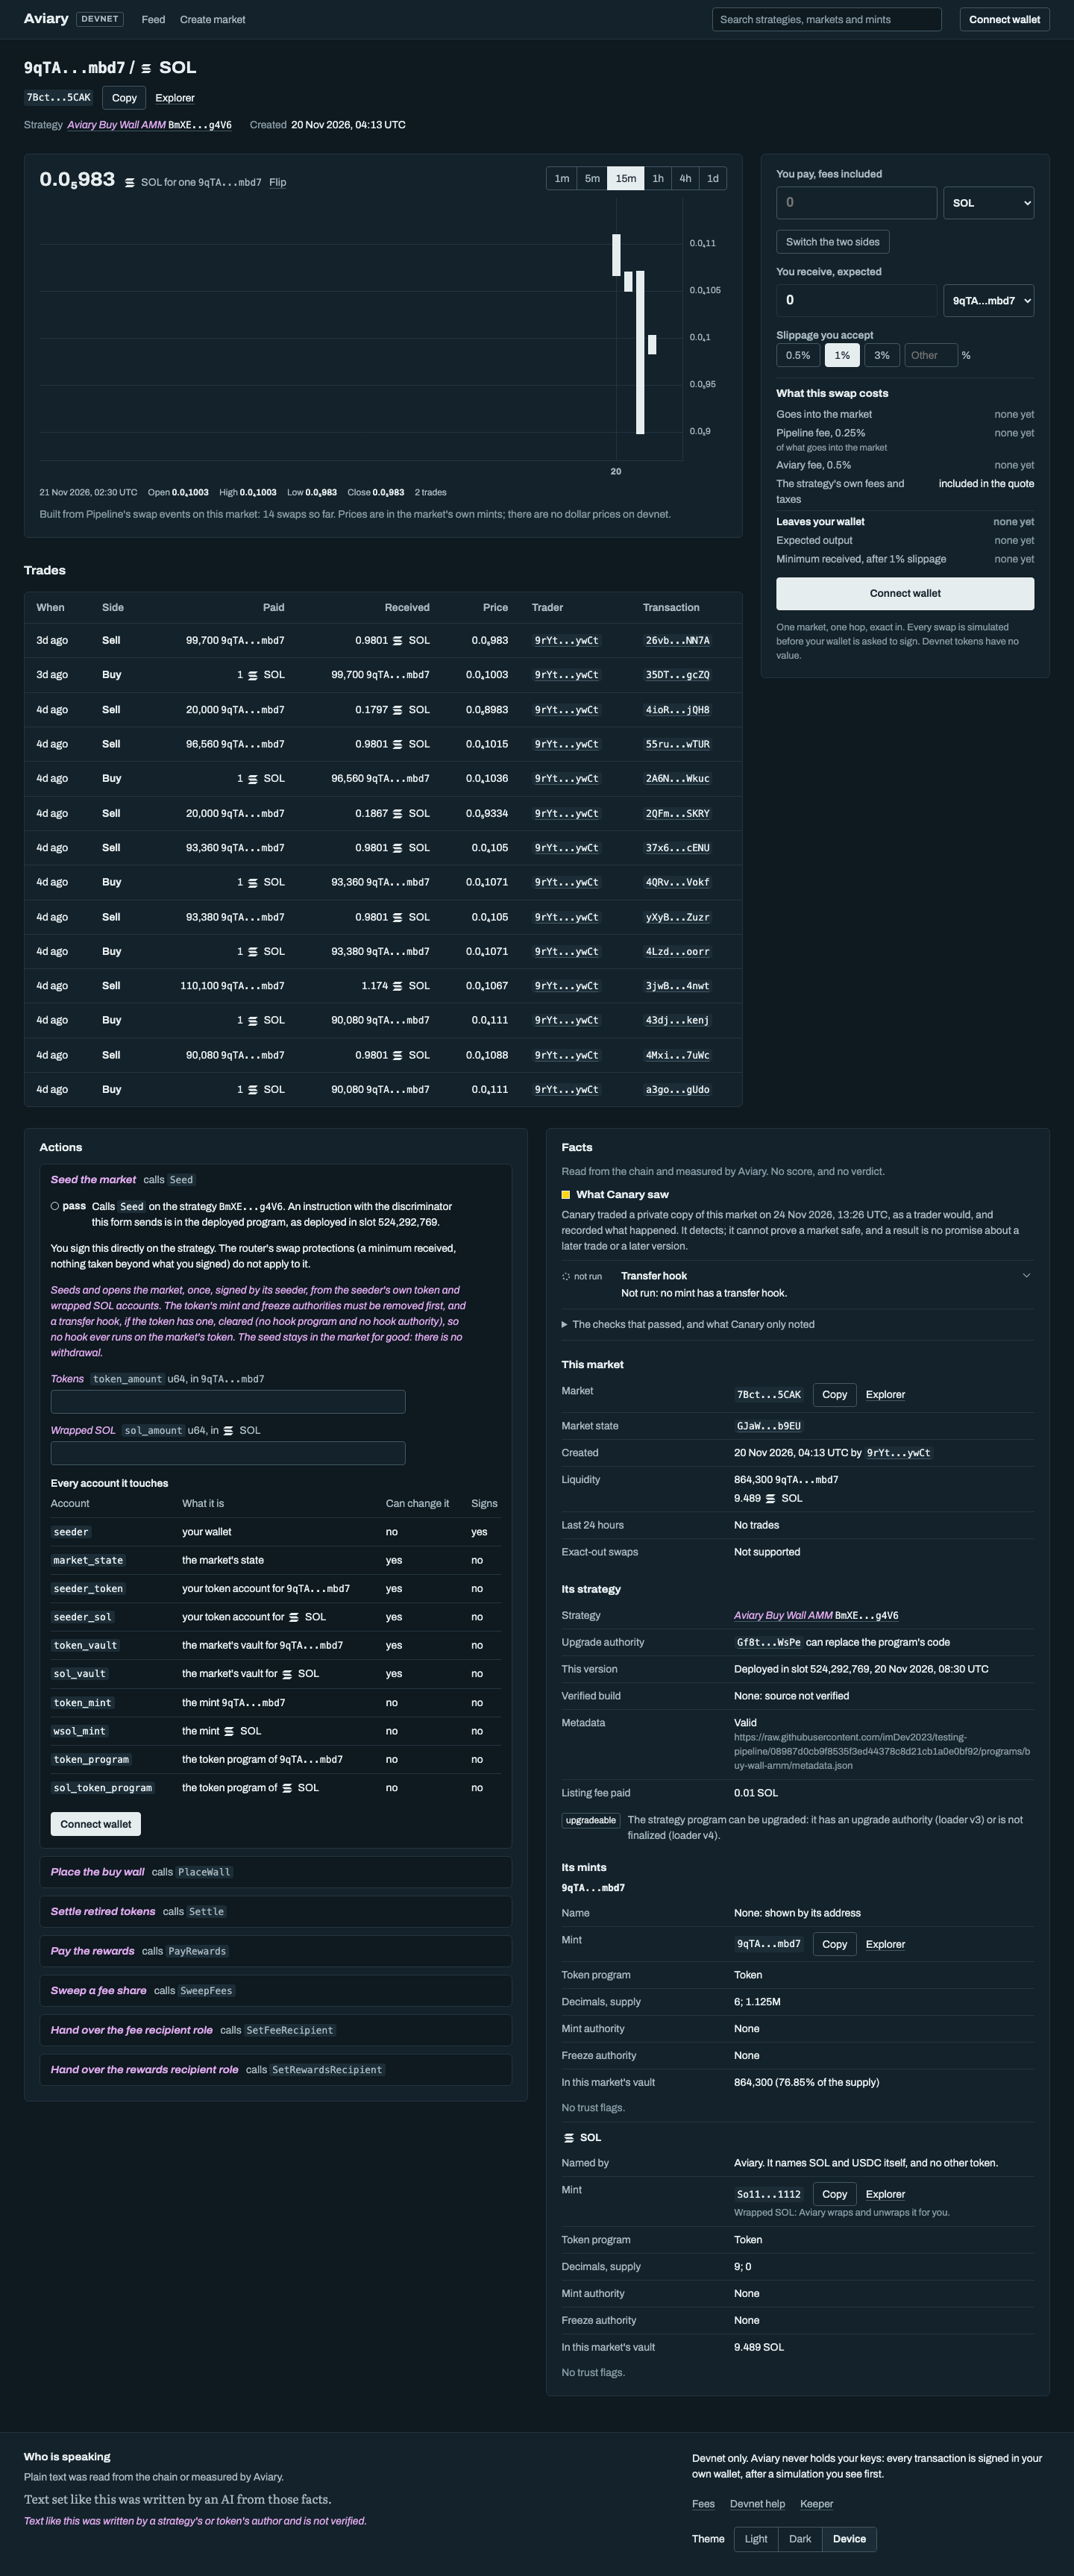 Aviary DEVNET Feed Create market Search strategies, markets and mints Connect wallet
9qTA...mbd7 / SOL
7Bct...5CAK Copy Explorer
Strategy Aviary Buy Wall AMM BmXE...g4V6 Created 20 Nov 2026, 04:13 UTC
0.0₅983 SOL for one 9qTA...mbd7 Flip
1m 5m 15m 1h 4h 1d
0.0₄11
0.0₄105
0.0₄1
0.0₄95
0.0₄9
20
21 Nov 2026, 02:30 UTC Open 0.0₄1003 High 0.0₄1003 Low 0.0₅983 Close 0.0₅983 2 trades
Built from Pipeline's swap events on this market: 14 swaps so far. Prices are in the market's own mints; there are no dollar prices on devnet.
You pay, fees included
0 SOL
Switch the two sides
You receive, expected
0 9qTA...mbd7
Slippage you accept
0.5% 1% 3% Other %
What this swap costs
Goes into the market none yet
Pipeline fee, 0.25% none yet
of what goes into the market
Aviary fee, 0.5% none yet
The strategy's own fees and included in the quote
taxes
Leaves your wallet none yet
Expected output none yet
Minimum received, after 1% slippage none yet
Connect wallet
One market, one hop, exact in. Every swap is simulated
before your wallet is asked to sign. Devnet tokens have no
value.
Trades
When Side Paid Received Price Trader Transaction
3d ago Sell 99,700 9qTA...mbd7 0.9801 SOL 0.0₅983 9rYt...ywCt 26vb...NN7A
3d ago Buy 1 SOL 99,700 9qTA...mbd7 0.0₄1003 9rYt...ywCt 35DT...gcZQ
4d ago Sell 20,000 9qTA...mbd7 0.1797 SOL 0.0₅8983 9rYt...ywCt 4ioR...jQH8
4d ago Sell 96,560 9qTA...mbd7 0.9801 SOL 0.0₄1015 9rYt...ywCt 55ru...wTUR
4d ago Buy 1 SOL 96,560 9qTA...mbd7 0.0₄1036 9rYt...ywCt 2A6N...Wkuc
4d ago Sell 20,000 9qTA...mbd7 0.1867 SOL 0.0₅9334 9rYt...ywCt 2QFm...SKRY
4d ago Sell 93,360 9qTA...mbd7 0.9801 SOL 0.0₄105 9rYt...ywCt 37x6...cENU
4d ago Buy 1 SOL 93,360 9qTA...mbd7 0.0₄1071 9rYt...ywCt 4QRv...Vokf
4d ago Sell 93,380 9qTA...mbd7 0.9801 SOL 0.0₄105 9rYt...ywCt yXyB...Zuzr
4d ago Buy 1 SOL 93,380 9qTA...mbd7 0.0₄1071 9rYt...ywCt 4Lzd...oorr
4d ago Sell 110,100 9qTA...mbd7 1.174 SOL 0.0₄1067 9rYt...ywCt 3jwB...4nwt
4d ago Buy 1 SOL 90,080 9qTA...mbd7 0.0₄111 9rYt...ywCt 43dj...kenj
4d ago Sell 90,080 9qTA...mbd7 0.9801 SOL 0.0₄1088 9rYt...ywCt 4Mxi...7uWc
4d ago Buy 1 SOL 90,080 9qTA...mbd7 0.0₄111 9rYt...ywCt a3go...gUdo
Actions
Seed the market calls Seed
pass Calls Seed on the strategy BmXE...g4V6. An instruction with the discriminator
this form sends is in the deployed program, as deployed in slot 524,292,769.
You sign this directly on the strategy. The router's swap protections (a minimum received,
nothing taken beyond what you signed) do not apply to it.
Seeds and opens the market, once, signed by its seeder, from the seeder's own token and
wrapped SOL accounts. The token's mint and freeze authorities must be removed first, and
a transfer hook, if the token has one, cleared (no hook program and no hook authority), so
no hook ever runs on the market's token. The seed stays in the market for good: there is no
withdrawal.
Tokens token_amount u64, in 9qTA...mbd7
Wrapped SOL sol_amount u64, in SOL
Every account it touches
Account What it is Can change it Signs
seeder your wallet no yes
market_state the market's state yes no
seeder_token your token account for 9qTA...mbd7 yes no
seeder_sol your token account for SOL yes no
token_vault the market's vault for 9qTA...mbd7 yes no
sol_vault the market's vault for SOL yes no
token_mint the mint 9qTA...mbd7 no no
wsol_mint the mint SOL no no
token_program the token program of 9qTA...mbd7 no no
sol_token_program the token program of SOL no no
Connect wallet
Place the buy wall calls PlaceWall
Settle retired tokens calls Settle
Pay the rewards calls PayRewards
Sweep a fee share calls SweepFees
Hand over the fee recipient role calls SetFeeRecipient
Hand over the rewards recipient role calls SetRewardsRecipient
Facts
Read from the chain and measured by Aviary. No score, and no verdict.
What Canary saw
Canary traded a private copy of this market on 24 Nov 2026, 13:26 UTC, as a trader would, and
recorded what happened. It detects; it cannot prove a market safe, and a result is no promise about a
later trade or a later version.
not run Transfer hook
Not run: no mint has a transfer hook.
The checks that passed, and what Canary only noted
This market
Market 7Bct...5CAK Copy Explorer
Market state GJaW...b9EU
Created 20 Nov 2026, 04:13 UTC by 9rYt...ywCt
Liquidity 864,300 9qTA...mbd7
9.489 SOL
Last 24 hours No trades
Exact-out swaps Not supported
Its strategy
Strategy Aviary Buy Wall AMM BmXE...g4V6
Upgrade authority Gf8t...WsPe can replace the program's code
This version Deployed in slot 524,292,769, 20 Nov 2026, 08:30 UTC
Verified build None: source not verified
Metadata Valid
https://raw.githubusercontent.com/imDev2023/testing-
pipeline/08987d0cb9f8535f3ed44378c8d21cb1a0e0bf92/programs/b
uy-wall-amm/metadata.json
Listing fee paid 0.01 SOL
upgradeable The strategy program can be upgraded: it has an upgrade authority (loader v3) or is not
finalized (loader v4).
Its mints
9qTA...mbd7
Name None: shown by its address
Mint 9qTA...mbd7 Copy Explorer
Token program Token
Decimals, supply 6; 1.125M
Mint authority None
Freeze authority None
In this market's vault 864,300 (76.85% of the supply)
No trust flags.
SOL
Named by Aviary. It names SOL and USDC itself, and no other token.
Mint So11...1112 Copy Explorer
Wrapped SOL: Aviary wraps and unwraps it for you.
Token program Token
Decimals, supply 9; 0
Mint authority None
Freeze authority None
In this market's vault 9.489 SOL
No trust flags.
Who is speaking
Plain text was read from the chain or measured by Aviary.
Text set like this was written by an AI from those facts.
Text like this was written by a strategy's or token's author and is not verified.
Devnet only. Aviary never holds your keys: every transaction is signed in your
own wallet, after a simulation you see first.
Fees Devnet help Keeper
Theme Light Dark Device